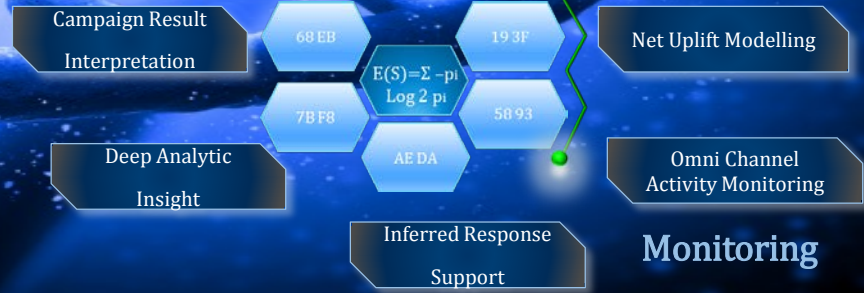 Campaign Result
Interpretation
68 EB
19 3F
Net Uplift Modelling
E(S)=Σ –pi
Log 2 pi
7B F8
58 93
Deep Analytic
Insight
AE DA
Omni Channel
Activity Monitoring
Inferred Response
Support
Monitoring